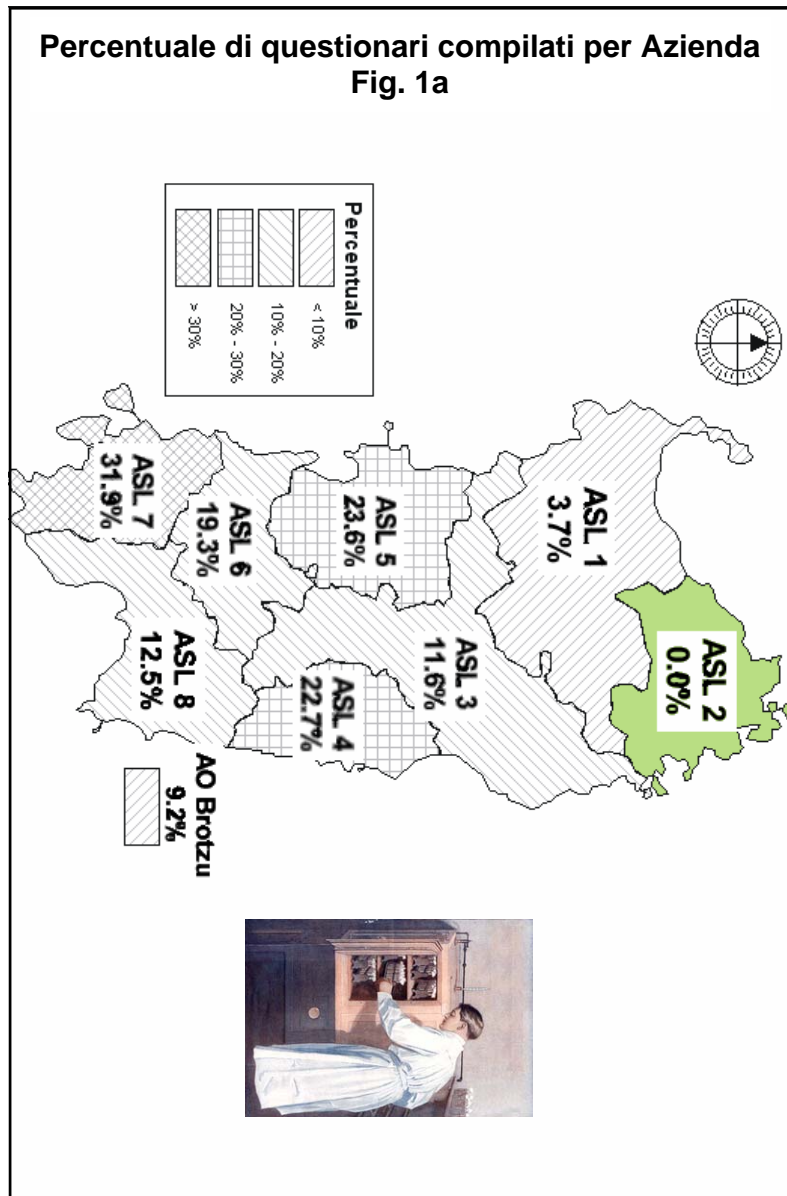 Percentuale di questionari compilati per Azienda
Fig. 1a
Percentuale
< 10%
10% - 20%
20% - 30%
> 30%
ASL 1
3.7%
ASL 2
0.0%
ASL 3
11.6%
ASL 4
22.7%
ASL 5
23.6%
ASL 6
19.3%
ASL 7
31.9%
ASL 8
12.5%
AO Brotzu
9.2%